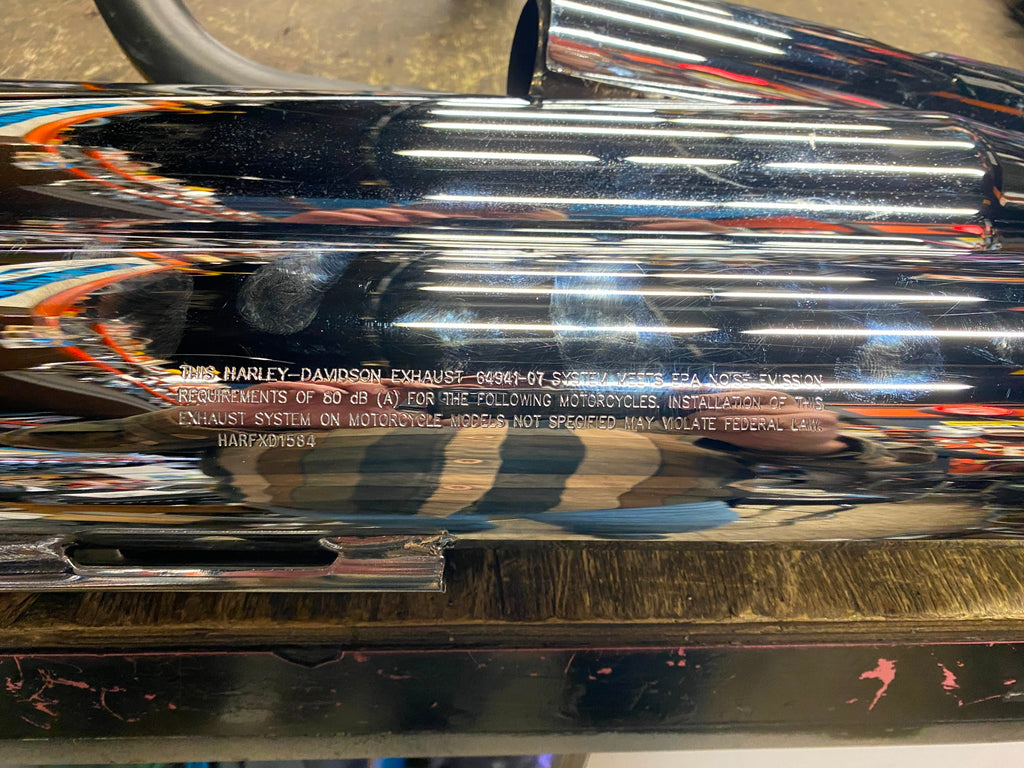 THIS HARLEY-DAVIDSON EXHAUST 64941-07 SYSTEM MEETS EPA NOISE EMISSION
REQUIREMENTS OF 80 dB (A) FOR THE FOLLOWING MOTORCYCLES. INSTALLATION OF THIS
EXHAUST SYSTEM ON MOTORCYCLE MODELS NOT SPECIFIED MAY VIOLATE FEDERAL LAW.
HARFXD1584